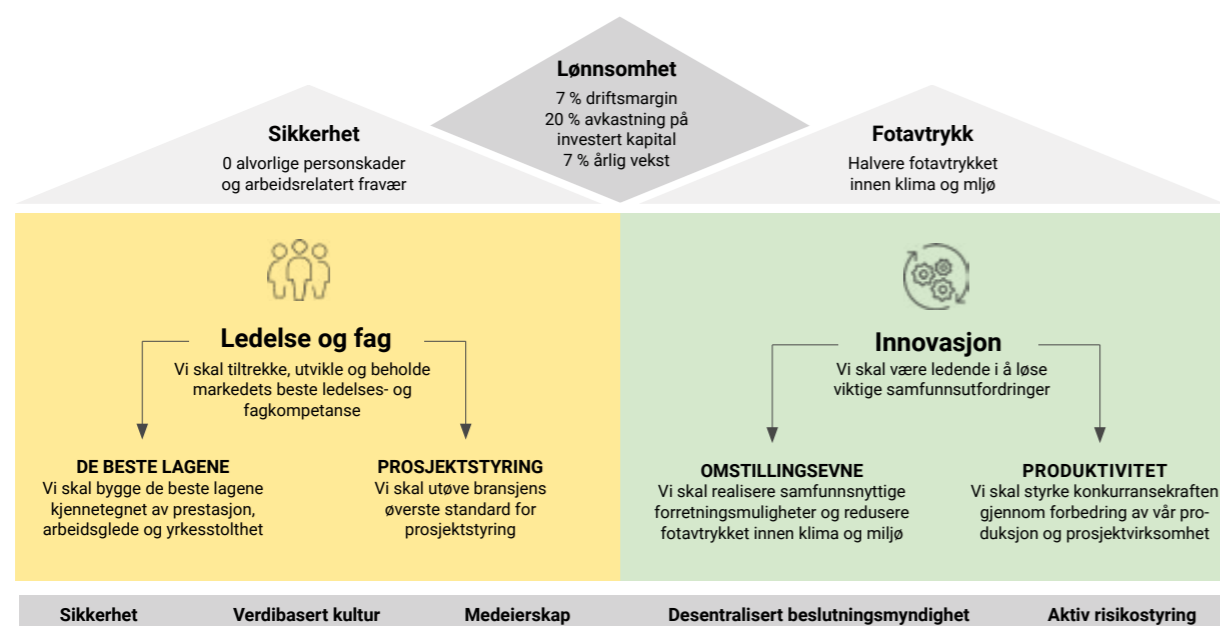 Lønnsomhet
7 % driftsmargin
20 % avkastning på
investert kapital
7 % årlig vekst
Sikkerhet
0 alvorlige personskader
og arbeidsrelatert fravær
Fotavtrykk
Halvere fotavtrykket
innen klima og mljø
Ledelse og fag
Vi skal tiltrekke, utvikle og beholde
markedets beste ledelses- og
fagkompetanse
DE BESTE LAGENE
Vi skal bygge de beste lagene
kjennetegnet av prestasjon,
arbeidsglede og yrkesstolthet
PROSJEKTSTYRING
Vi skal utøve bransjens
øverste standard for
prosjektstyring
Innovasjon
Vi skal være ledende i å løse
viktige samfunnsutfordringer
OMSTILLINGSEVNE
Vi skal realisere samfunnsnyttige
forretningsmuligheter og redusere
fotavtrykket innen klima og miljø
PRODUKTIVITET
Vi skal styrke konkurransekraften
gjennom forbedring av vår pro-
duksjon og prosjektvirksomhet
Sikkerhet Verdibasert kultur Medeierskap Desentralisert beslutningsmyndighet Aktiv risikostyring